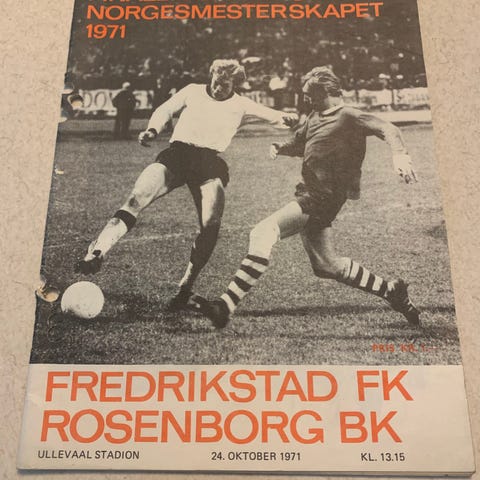 NORGESMESTERSKAPET
1971
FREDRIKSTAD FK
ROSENBORG BK
ULLEVAAL STADION 24. OKTOBER 1971 KL. 13.15